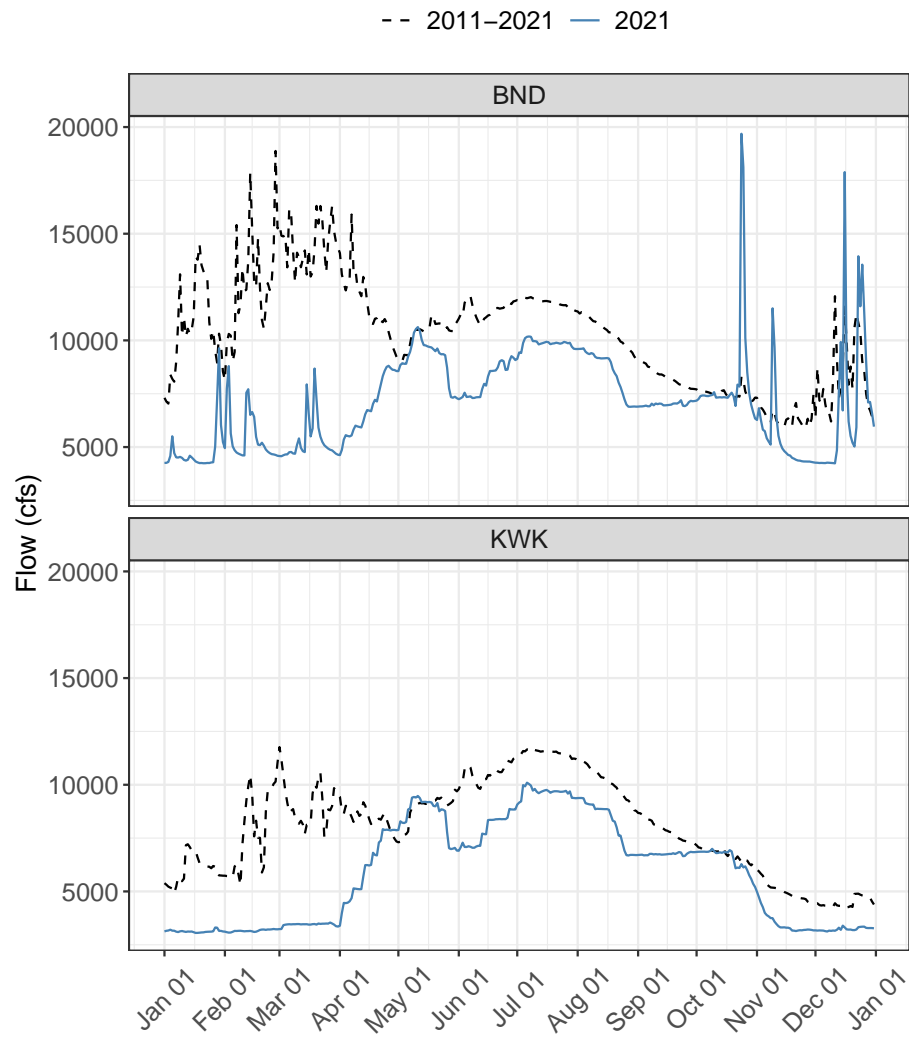 2011–2021 2021
BND
20000
15000
10000
5000
Flow (cfs)
KWK
20000
15000
10000
5000
Jan 01 Feb 01 Mar 01 Apr 01 May 01 Jun 01 Jul 01 Aug 01 Sep 01 Oct 01 Nov 01 Dec 01 Jan 01